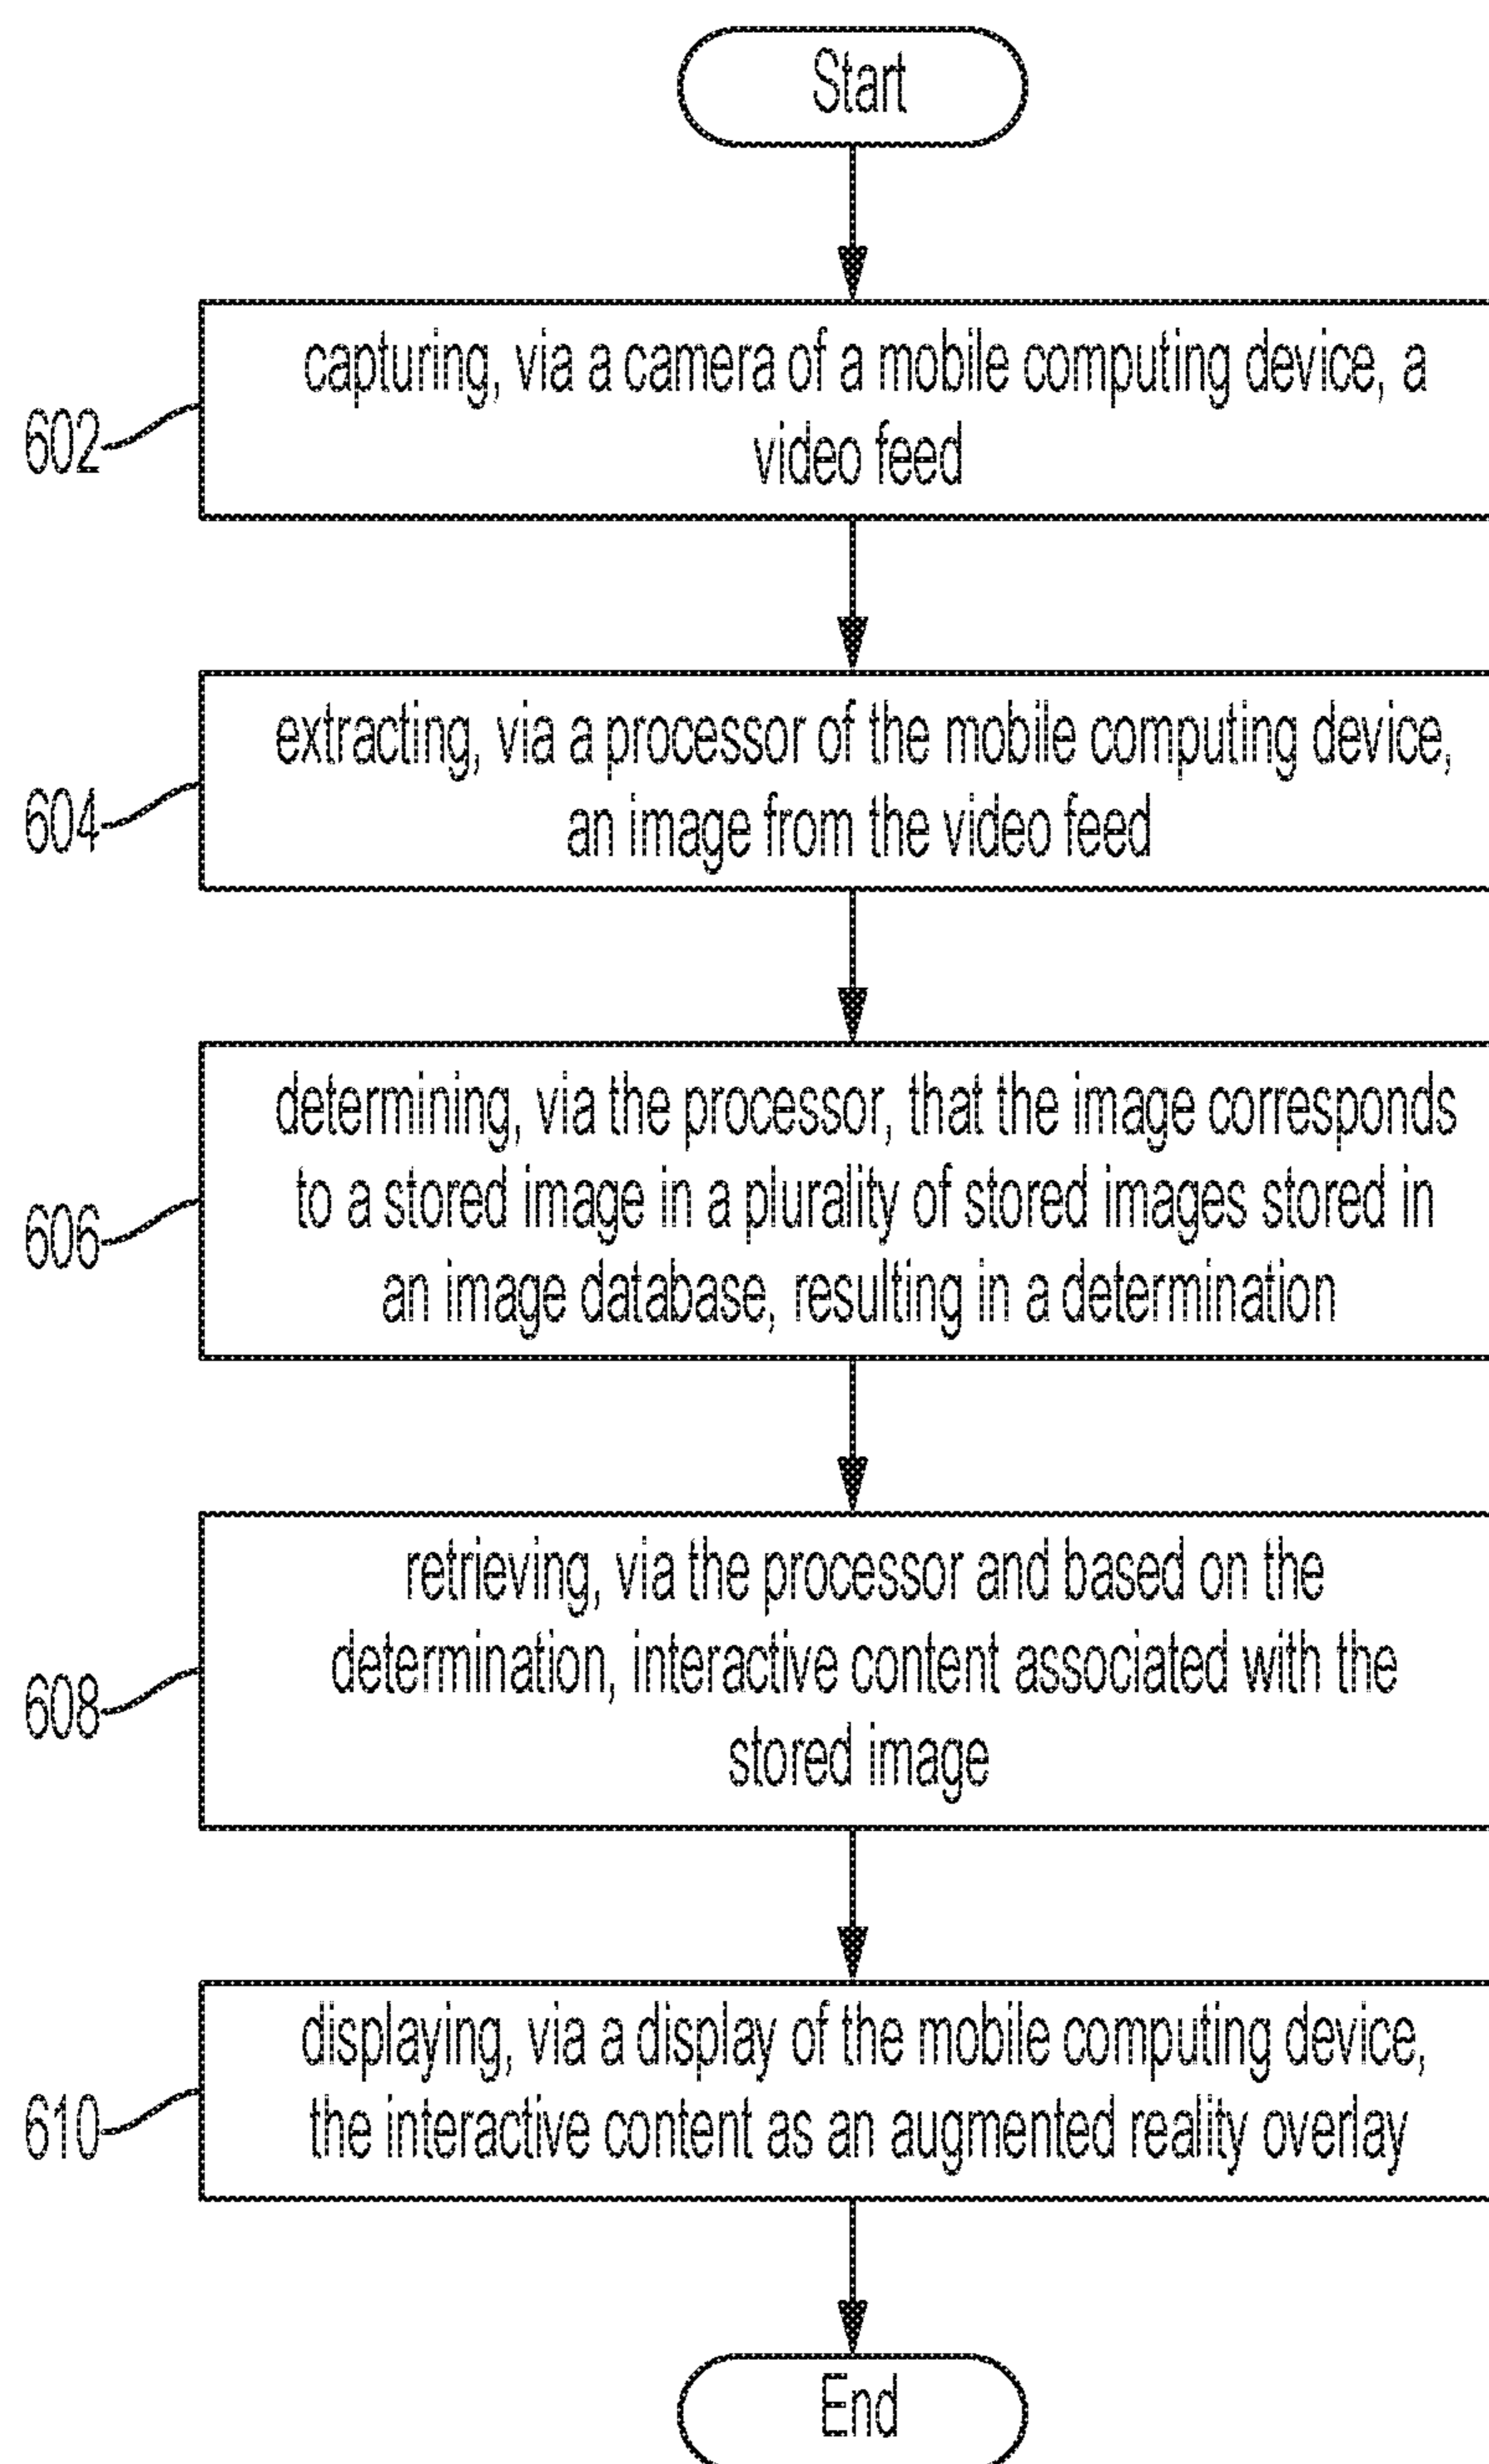 Start
capturing, via a camera of a mobile computing device, a
video feed
602
extracting, via a processor of the mobile computing device,
an image from the video feed
604
determining, via the processor, that the image corresponds
to a stored image in a plurality of stored images stored in
an image database, resulting in a determination
606
retrieving, via the processor and based on the
determination, interactive content associated with the
stored image
608
displaying, via a display of the mobile computing device,
the interactive content as an augmented reality overlay
610
End